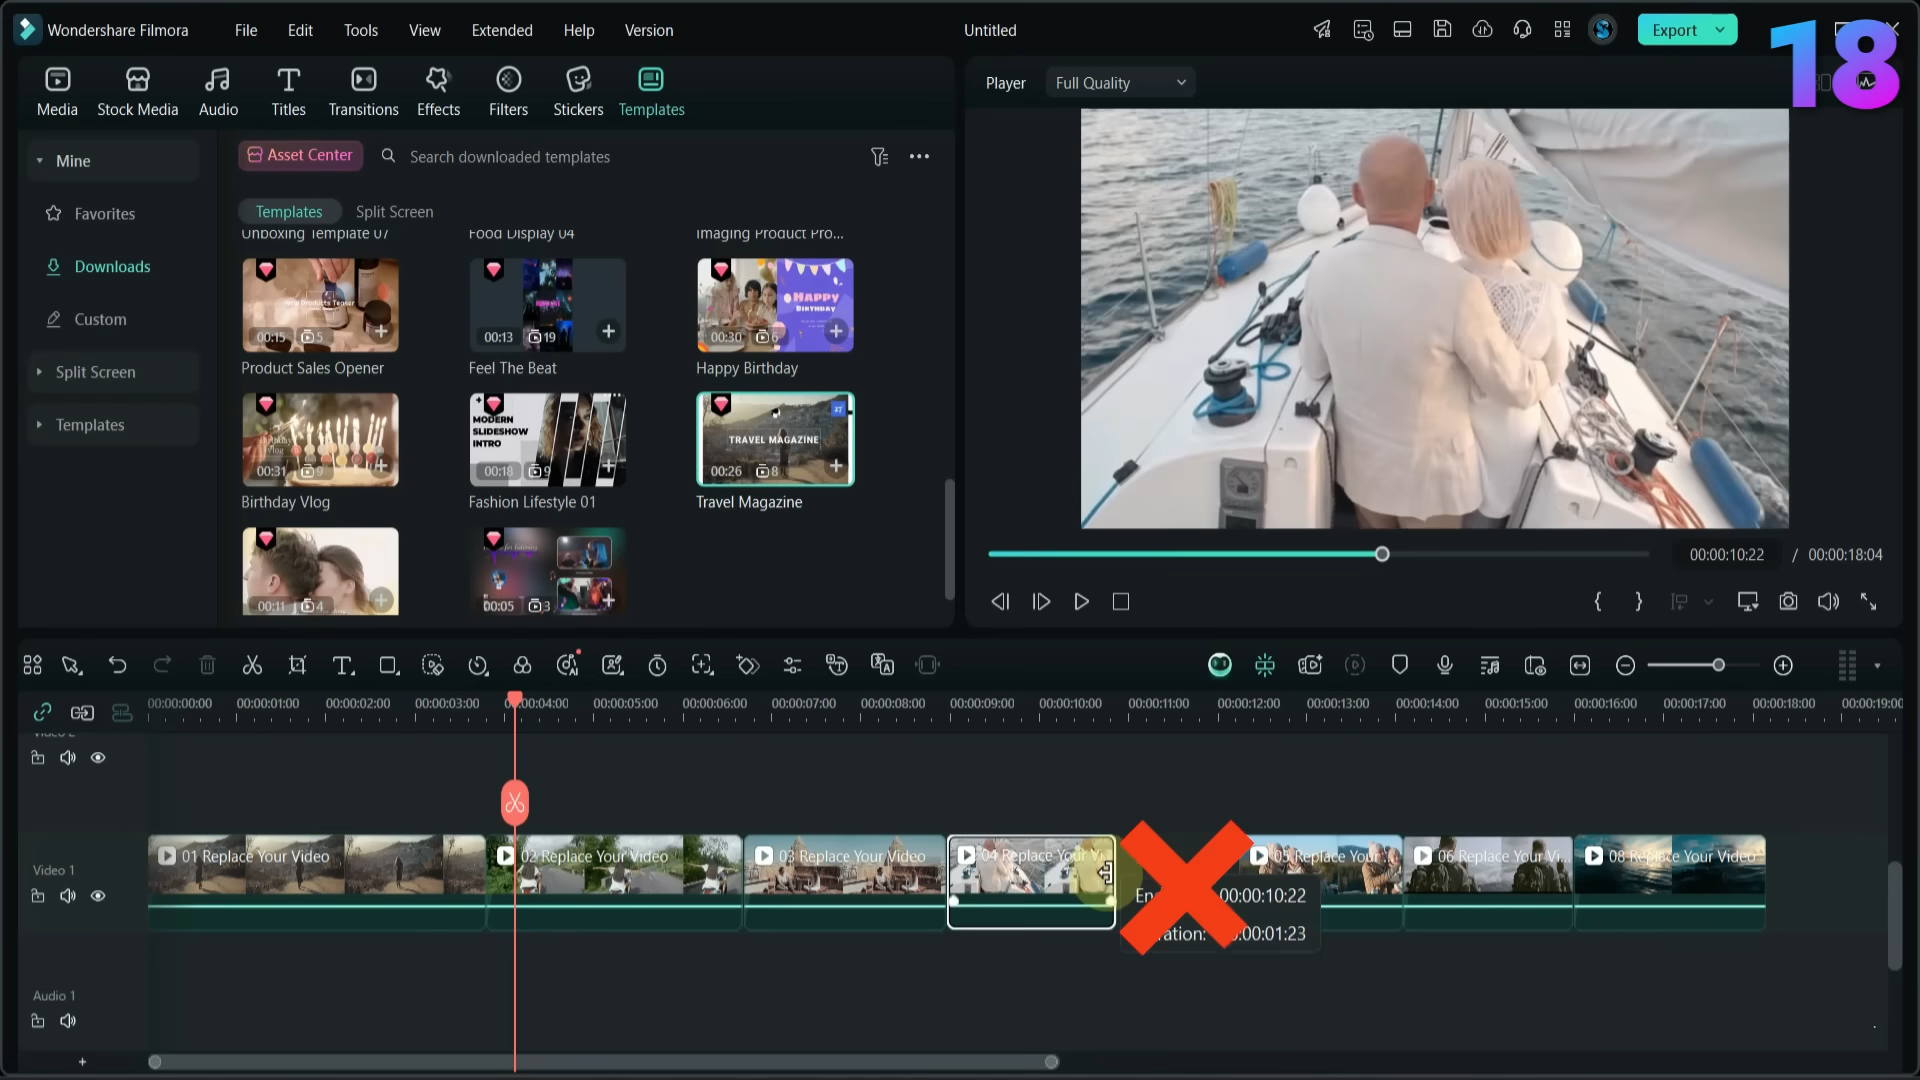 Wondershare Filmora File Edit Tools View Extended Help Version Untitled Export
18
Media Stock Media Audio Titles Transitions Effects Filters Stickers Templates
Player Full Quality
Mine
Asset Center Search downloaded templates
Favorites
Templates Split Screen
Unboxing Template 07 Food Display 04 Imaging Product Pro...
Downloads
Custom
HAPPY
BIRTHDAY
00:15 5 00:13 19 00:30 6
Split Screen
Product Sales Opener Feel The Beat Happy Birthday
Templates
MODERN
SLIDESHOW
INTRO
TRAVEL MAGAZINE
00:31 9 00:18 9 00:26 8
Birthday Vlog Fashion Lifestyle 01 Travel Magazine
00:11 4 00:05 3
00:00:10:22 / 00:00:18:04
00:00:00:00 00:00:01:00 00:00:02:00 00:00:03:00 00:00:04:00 00:00:05:00 00:00:06:00 00:00:07:00 00:00:08:00 00:00:09:00 00:00:10:00 00:00:11:00 00:00:12:00 00:00:13:00 00:00:14:00 00:00:15:00 00:00:16:00 00:00:17:00 00:00:18:00 00:00:19:00
Video 2
01 Replace Your Video 02 Replace Your Video 03 Replace Your Video 04 Replace Your Vi... 05 Replace Your... 06 Replace Your Vi... 08 Replace Your Video
Video 1
00:00:10:22
00:00:01:23
Audio 1